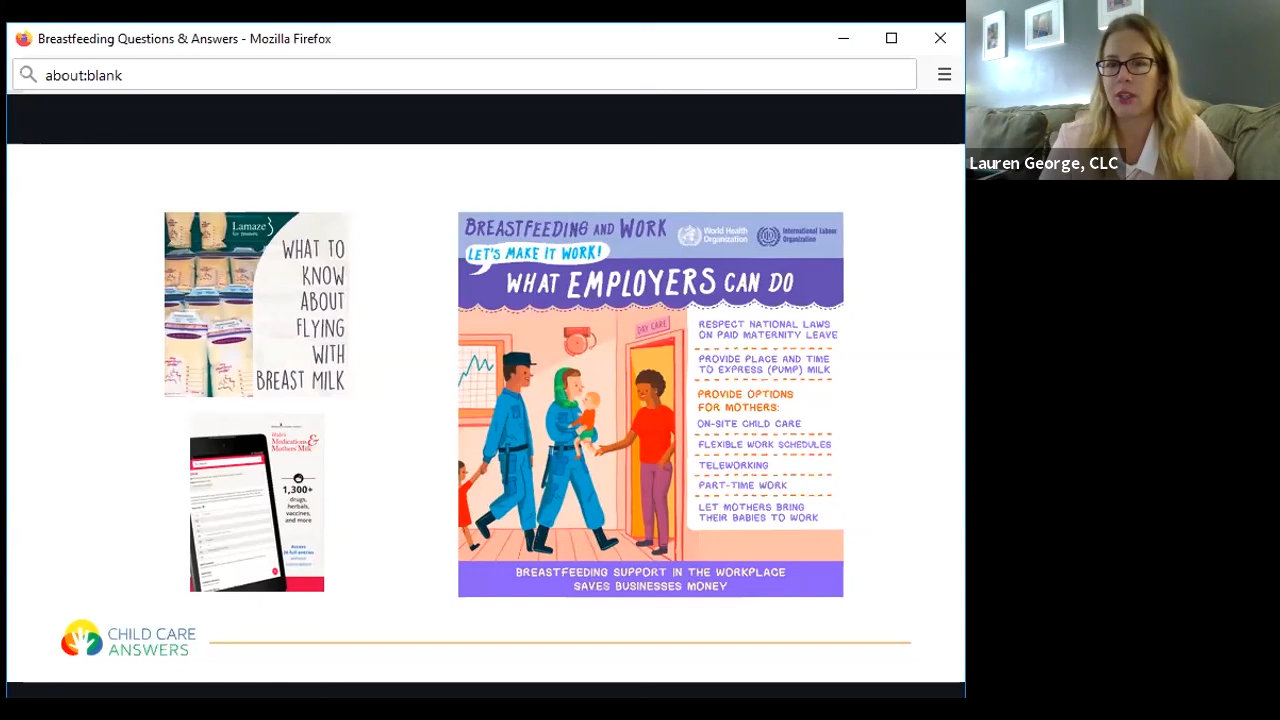 Breastfeeding Questions & Answers - Mozilla Firefox
about:blank
Lauren George, CLC
Lamaze
WHAT TO
KNOW
ABOUT
FLYING
WITH
BREAST MILK
Hale's
Medications &
Mothers' Milk
1,300+
drugs,
herbals,
vaccines,
and more
Access
BREASTFEEDING AND WORK
LET'S MAKE IT WORK!
World Health
Organization
International Labour
Organization
WHAT EMPLOYERS CAN DO
DAY CARE
RESPECT NATIONAL LAWS
ON PAID MATERNITY LEAVE
PROVIDE PLACE AND TIME
TO EXPRESS (PUMP) MILK
PROVIDE OPTIONS
FOR MOTHERS:
ON-SITE CHILD CARE
FLEXIBLE WORK SCHEDULES
TELEWORKING
PART-TIME WORK
LET MOTHERS BRING
THEIR BABIES TO WORK
BREASTFEEDING SUPPORT IN THE WORKPLACE
SAVES BUSINESSES MONEY
CHILD CARE
ANSWERS